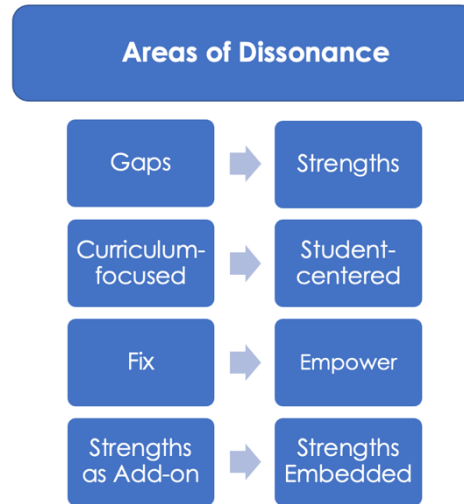 Areas of Dissonance
Gaps
Strengths
Curriculum-
focused
Student-
centered
Fix
Empower
Strengths
as Add-on
Strengths
Embedded